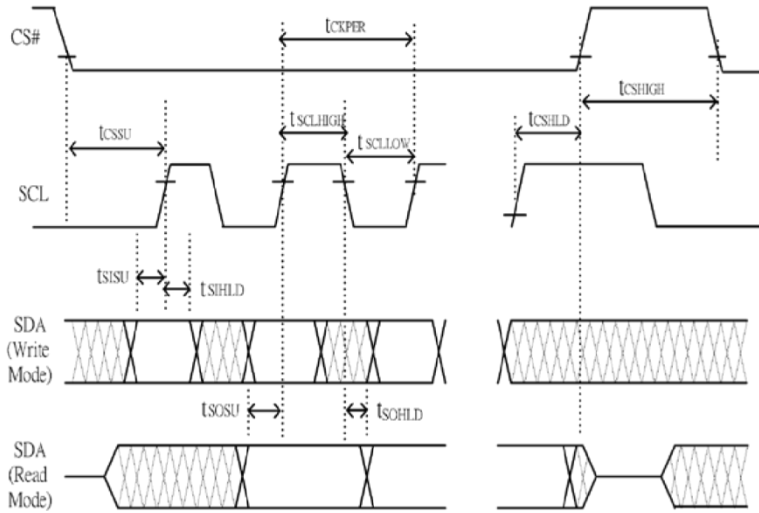 CS#
tCKPER
tCSHIGH
tCSSU
tSCLHIGH
tSCLLOW
tCSHLD
SCL
tSISU
tSIHLD
SDA
(Write
Mode)
tSOSU
tSOHLD
SDA
(Read
Mode)